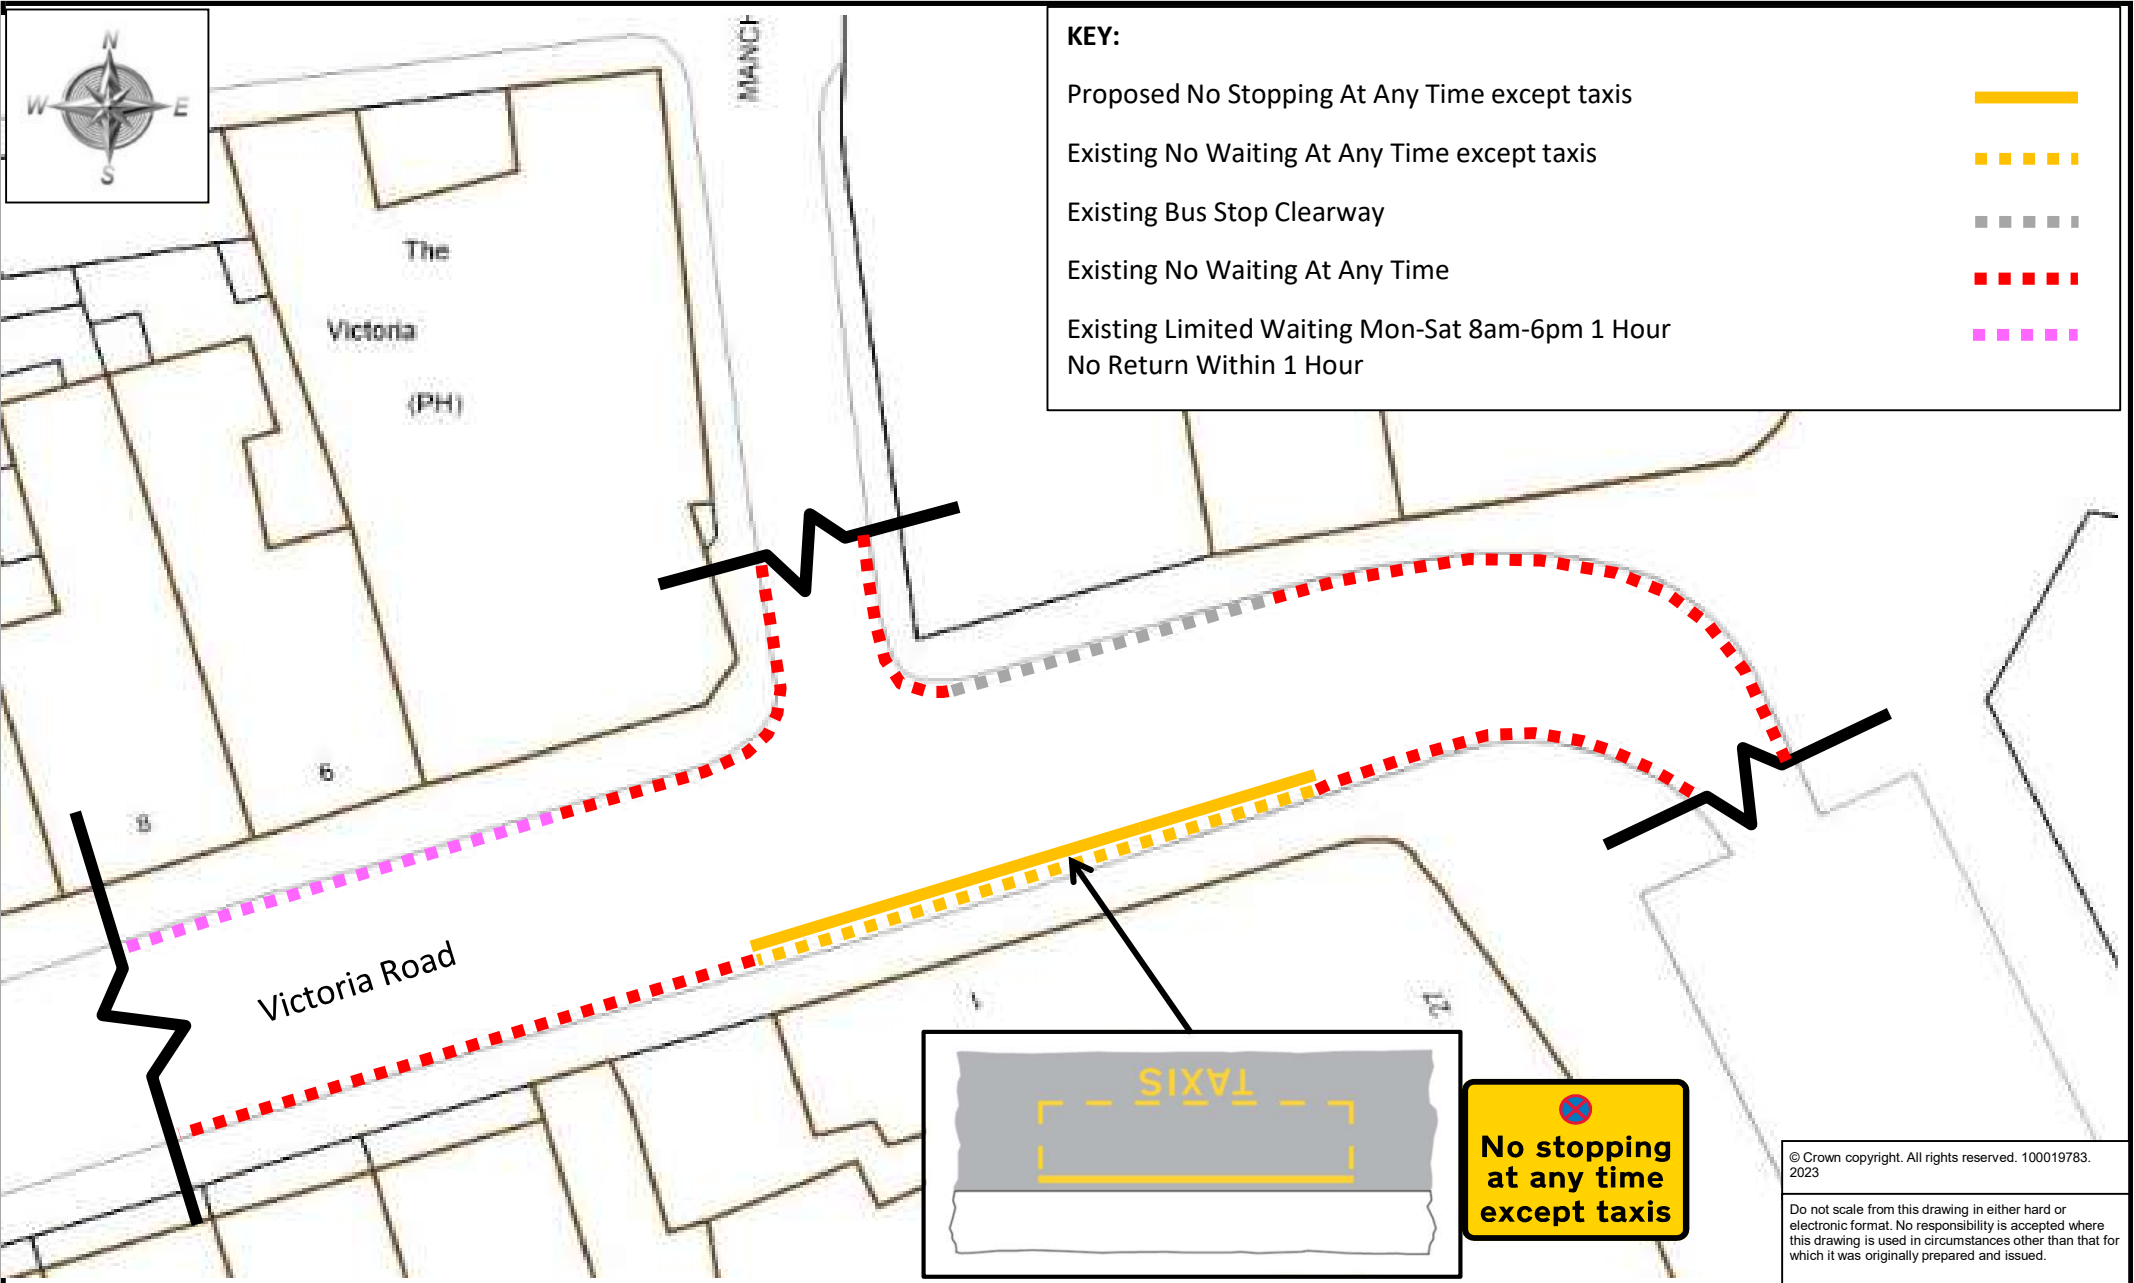 N
W
E
S
MANCH
KEY:
Proposed No Stopping At Any Time except taxis
Existing No Waiting At Any Time except taxis
Existing Bus Stop Clearway
Existing No Waiting At Any Time
Existing Limited Waiting Mon-Sat 8am-6pm 1 Hour
No Return Within 1 Hour
The
Victoria
(PH)
6
8
Victoria Road
1
27
TAXIS
No stopping
at any time
except taxis
© Crown copyright. All rights reserved. 100019783.
2023
Do not scale from this drawing in either hard or
electronic format. No responsibility is accepted where
this drawing is used in circumstances other than that for
which it was originally prepared and issued.